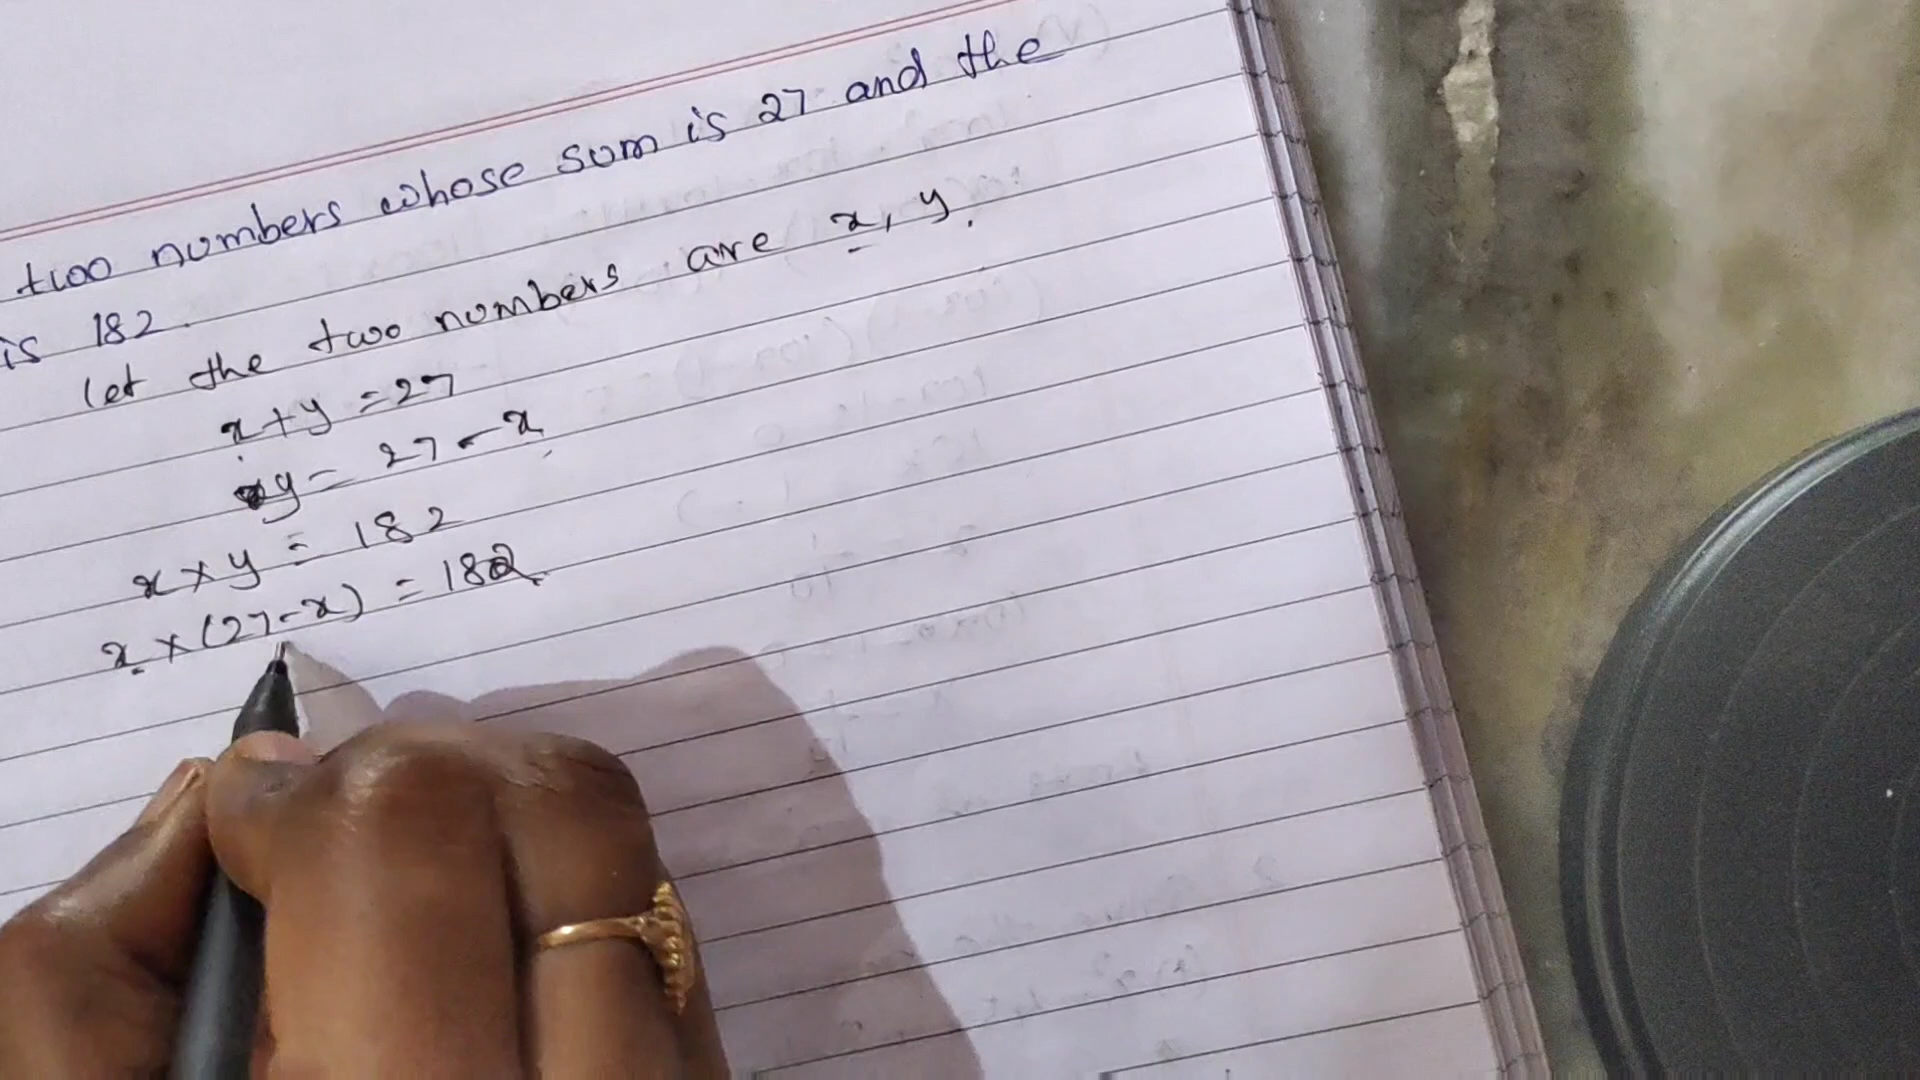 two numbers whose sum is 27 and the
is 182.
let the two numbers are x, y.
x+y = 27
y = 27 - x
x × y = 182
x × (27-x) = 182